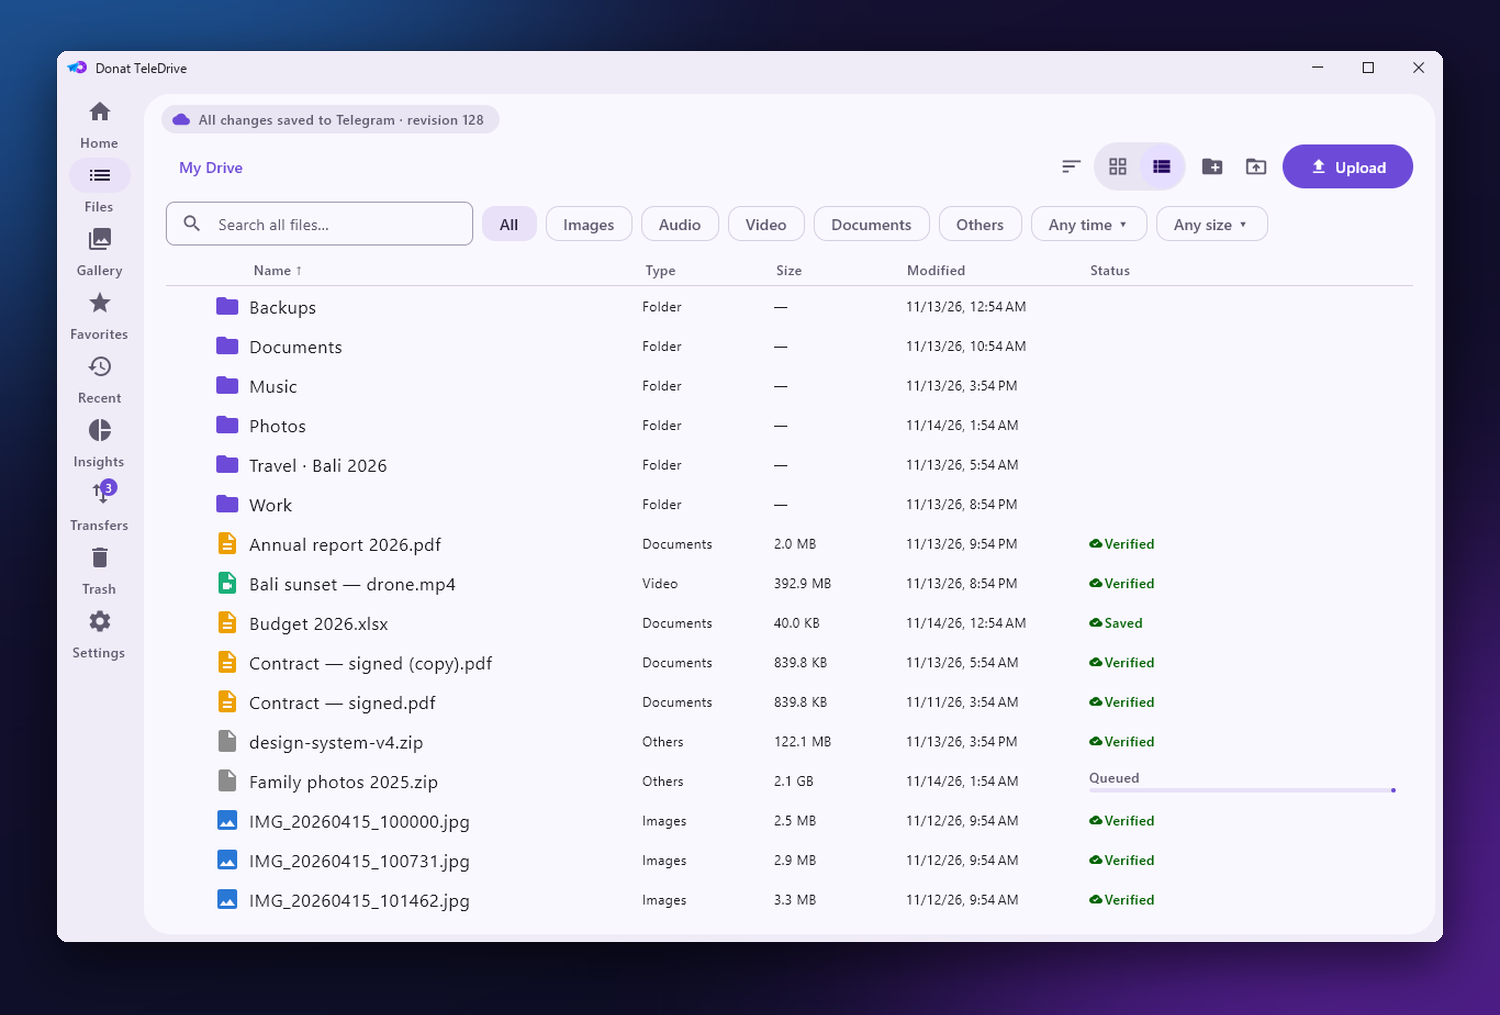 Donat TeleDrive
All changes saved to Telegram · revision 128
Home
Files
Gallery
Favorites
Recent
Insights
3
Transfers
Trash
Settings
My Drive
Upload
Search all files...
All
Images
Audio
Video
Documents
Others
Any time ▾
Any size ▾
Name ↑ Type Size Modified Status
Backups Folder — 11/13/26, 12:54 AM
Documents Folder — 11/13/26, 10:54 AM
Music Folder — 11/13/26, 3:54 PM
Photos Folder — 11/14/26, 1:54 AM
Travel · Bali 2026 Folder — 11/13/26, 5:54 AM
Work Folder — 11/13/26, 8:54 PM
Annual report 2026.pdf Documents 2.0 MB 11/13/26, 9:54 PM Verified
Bali sunset — drone.mp4 Video 392.9 MB 11/13/26, 8:54 PM Verified
Budget 2026.xlsx Documents 40.0 KB 11/14/26, 12:54 AM Saved
Contract — signed (copy).pdf Documents 839.8 KB 11/13/26, 5:54 AM Verified
Contract — signed.pdf Documents 839.8 KB 11/11/26, 3:54 AM Verified
design-system-v4.zip Others 122.1 MB 11/13/26, 3:54 PM Verified
Family photos 2025.zip Others 2.1 GB 11/14/26, 1:54 AM Queued
IMG_20260415_100000.jpg Images 2.5 MB 11/12/26, 9:54 AM Verified
IMG_20260415_100731.jpg Images 2.9 MB 11/12/26, 9:54 AM Verified
IMG_20260415_101462.jpg Images 3.3 MB 11/12/26, 9:54 AM Verified